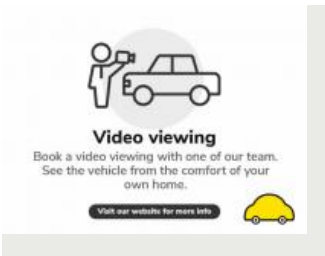 Video viewing
Book a video viewing with one of our team.
See the vehicle from the comfort of your
own home.
Visit our website for more info